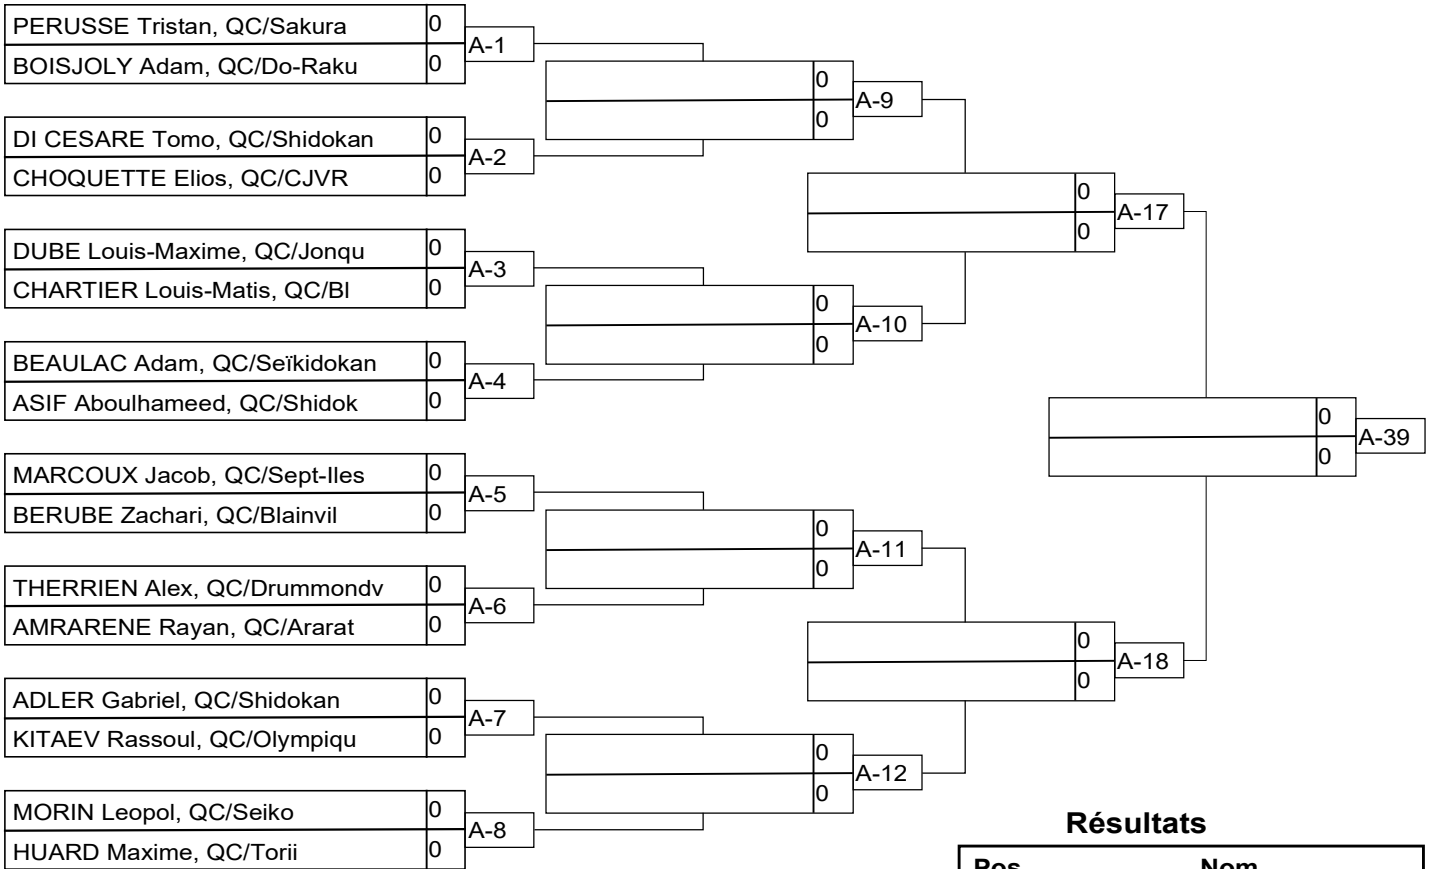 PERUSSE Tristan, QC/Sakura 0
A-1
BOISJOLY Adam, QC/Do-Raku 0
0
A-9
0
DI CESARE Tomo, QC/Shidokan 0
A-2
CHOQUETTE Elios, QC/CJVR 0
0
A-17
0
DUBE Louis-Maxime, QC/Jonqu 0
A-3
CHARTIER Louis-Matis, QC/Bl 0
0
A-10
0
BEAULAC Adam, QC/Seïkidokan 0
A-4
ASIF Aboulhameed, QC/Shidok 0
0
A-39
0
MARCOUX Jacob, QC/Sept-Iles 0
A-5
BERUBE Zachari, QC/Blainvil 0
0
A-11
0
THERRIEN Alex, QC/Drummondv 0
A-6
AMRARENE Rayan, QC/Ararat 0
0
A-18
0
ADLER Gabriel, QC/Shidokan 0
A-7
KITAEV Rassoul, QC/Olympiqu 0
0
A-12
0
MORIN Leopol, QC/Seiko 0
A-8
HUARD Maxime, QC/Torii 0
Résultats
Pos Nom